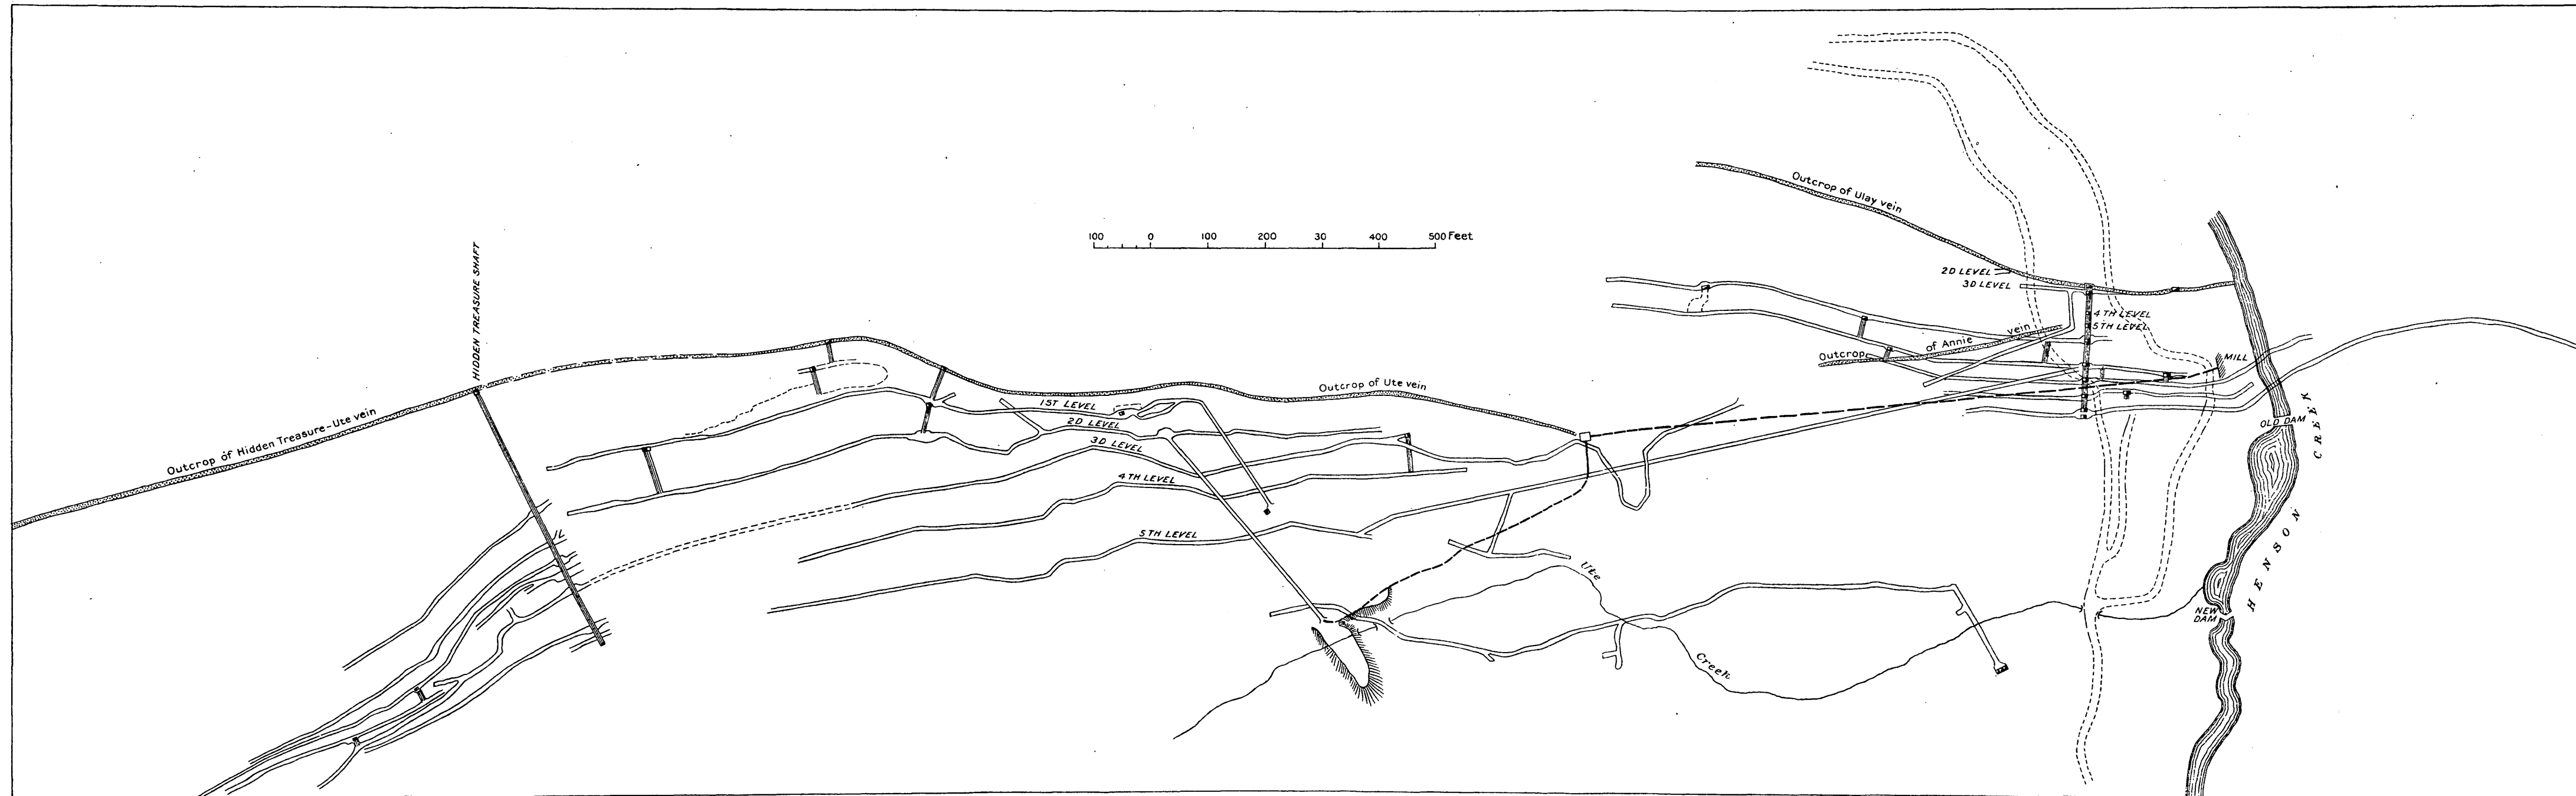 Outcrop of Ulay vein
HIDDEN TREASURE SHAFT
100 0 100 200 30 400 500 Feet
2D LEVEL
3D LEVEL
4TH LEVEL
5TH LEVEL
Outcrop of Annie vein
MILL
Outcrop of Ute vein
1ST LEVEL
2D LEVEL
3D LEVEL
4TH LEVEL
5TH LEVEL
Outcrop of Hidden Treasure-Ute vein
OLD DAM
HENSON CREEK
Ute Creek
NEW
DAM